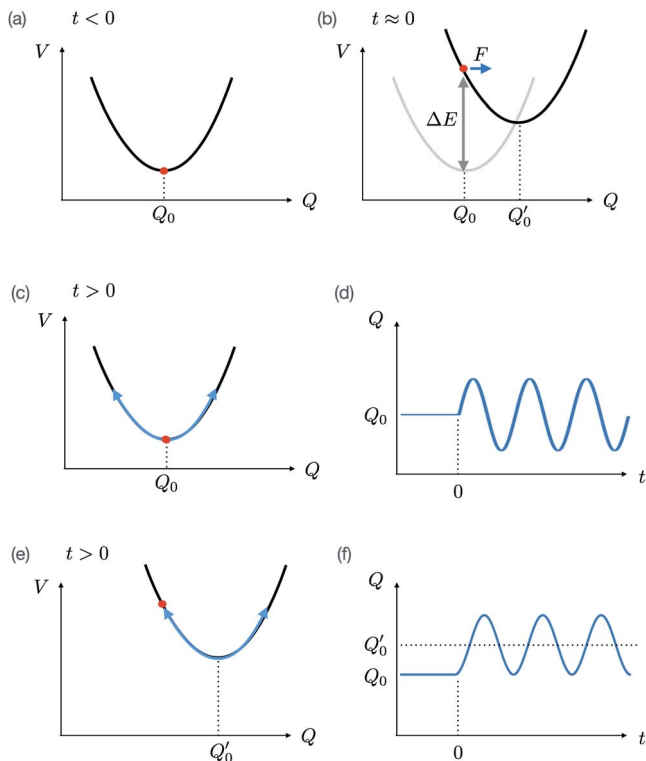 (a) t < 0
V
Q₀ Q
(b) t ≈ 0
V
F
ΔE
Q₀ Q′₀ Q
(c) t > 0
V
Q₀ Q
(d)
Q
Q₀
0 t
(e) t > 0
V
Q′₀ Q
(f)
Q
Q′₀
Q₀
0 t